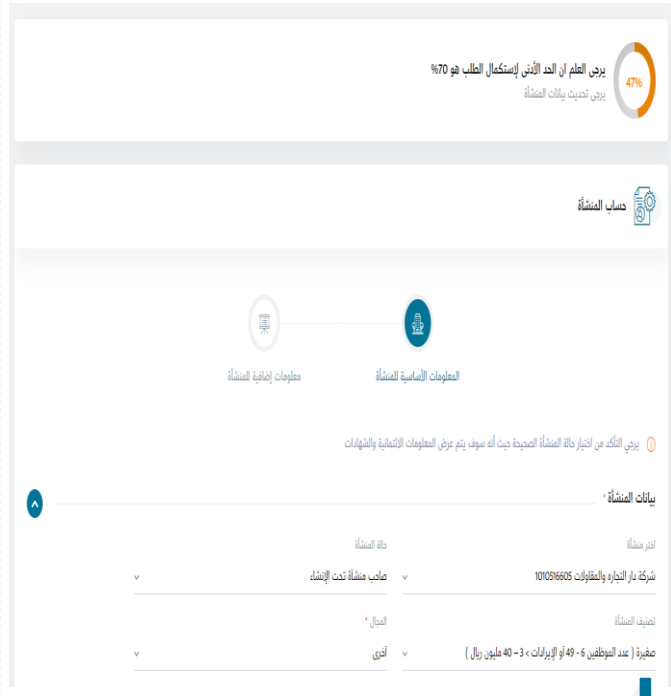 يرجى العلم ان الحد الأدنى لإستكمال الطلب هو 70%
47%
يرجى تحديث بيانات المنشأة
حساب المنشأة
المعلومات الأساسية للمنشأة
معلومات إضافية للمنشأة
يرجي التأكد من اختيار حالة المنشأة الصحيحة حيث أنه سوف يتم عرض المعلومات الائتمانية والشهادات
بيانات المنشأة *
اختر منشأة
حالة المنشأة
شركة دار التجاره والمقاولات 1010516605
صاحب منشأة تحت الإنشاء
تصنيف المنشأة
المجال *
صغيرة ( عدد الموظفين 6 - 49 أو الإيرادات > 3 – 40 مليون ريال )
أخرى